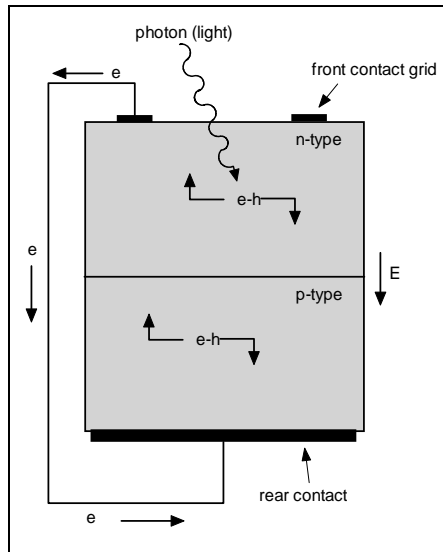 photon (light)
e
front contact grid
n-type
e-h
e
E
p-type
e-h
rear contact
e